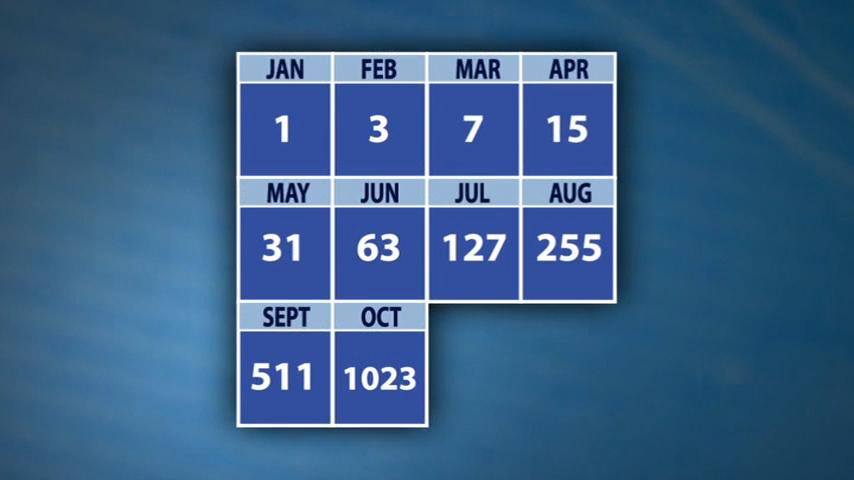 JAN FEB MAR APR
1 3 7 15
MAY JUN JUL AUG
31 63 127 255
SEPT OCT
511 1023